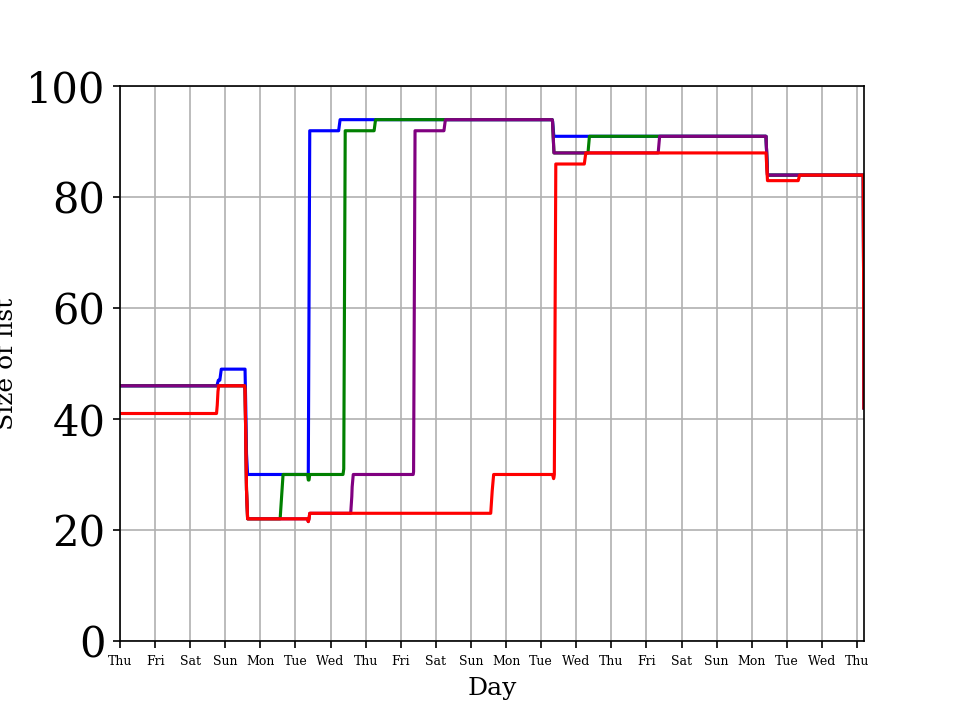 100
80
60
40
20
0
Size of list
Thu Fri Sat Sun Mon Tue Wed Thu Fri Sat Sun Mon Tue Wed Thu Fri Sat Sun Mon Tue Wed Thu
Day